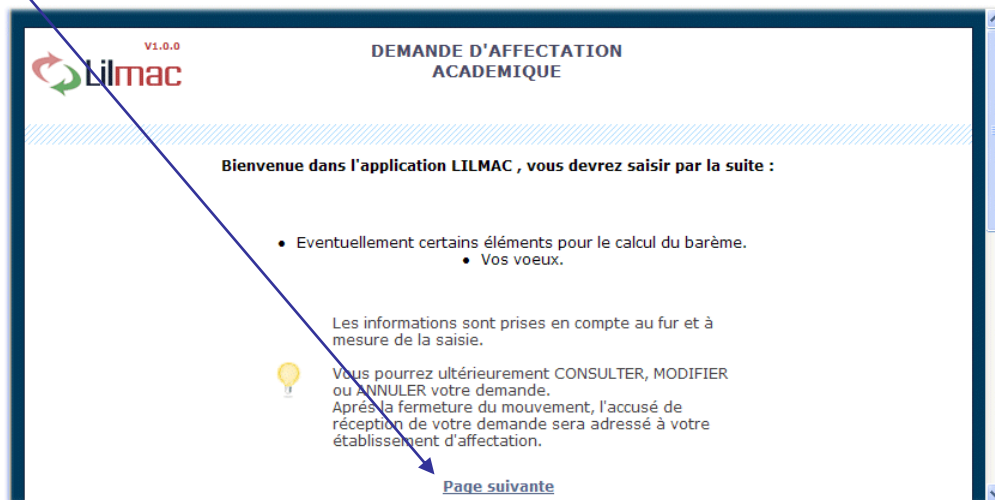 V1.0.0
Lilmac
DEMANDE D'AFFECTATION
ACADEMIQUE
Bienvenue dans l'application LILMAC , vous devrez saisir par la suite :
• Eventuellement certains éléments pour le calcul du barème.
• Vos voeux.
Les informations sont prises en compte au fur et à
mesure de la saisie.
Vous pourrez ultérieurement CONSULTER, MODIFIER
ou ANNULER votre demande.
Aprés la fermeture du mouvement, l'accusé de
réception de votre demande sera adressé à votre
établissement d'affectation.
Page suivante